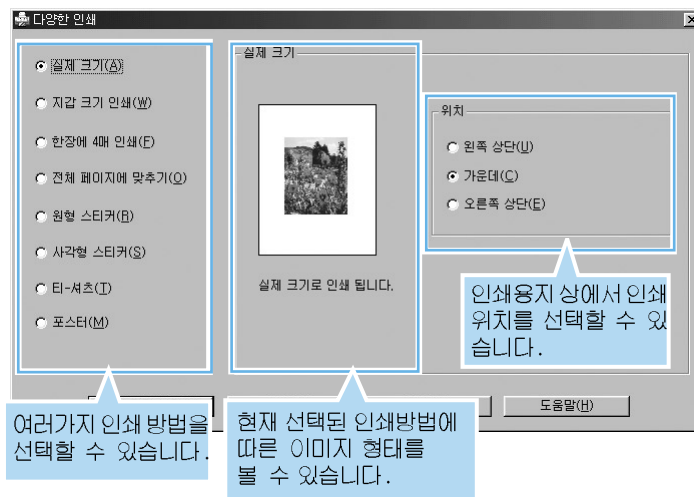 다양한 인쇄
실제 크기(A)
지갑 크기 인쇄(W)
한장에 4매 인쇄(F)
전체 페이지에 맞추기(O)
원형 스티커(R)
사각형 스티커(S)
티-셔츠(T)
포스터(M)
실제 크기
실제 크기로 인쇄 됩니다.
위치
왼쪽 상단(U)
가운데(C)
오른쪽 상단(E)
인쇄용지 상에서 인쇄
위치를 선택할 수 있
습니다.
도움말(H)
여러가지 인쇄 방법을
선택할 수 있습니다.
현재 선택된 인쇄방법에
따른 이미지 형태를
볼 수 있습니다.